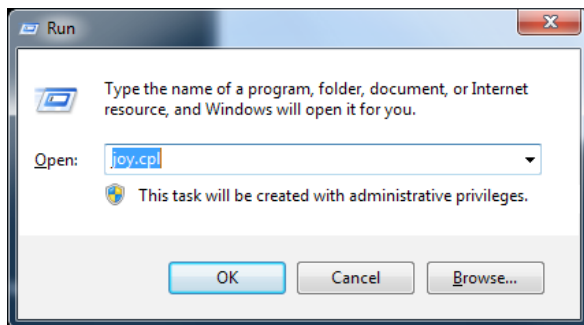 Run
Type the name of a program, folder, document, or Internet
resource, and Windows will open it for you.
Open: joy.cpl
This task will be created with administrative privileges.
OK Cancel Browse...